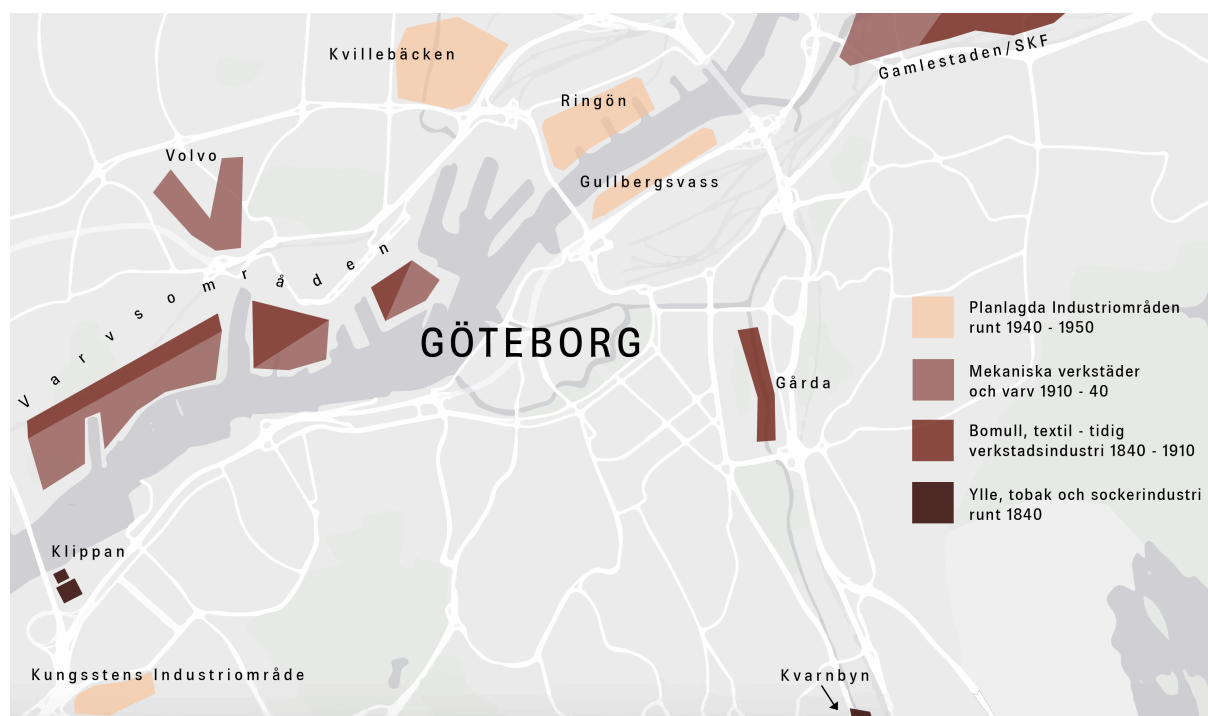 Kvillebäcken
Gamlestaden/SKF
Ringön
Volvo
Gullbergsvass
Varvsområden
GÖTEBORG
Planlagda Industriområden
runt 1940 - 1950
Mekaniska verkstäder
och varv 1910 - 40
Gårda
Bomull, textil - tidig
verkstadsindustri 1840 - 1910
Ylle, tobak och sockerindustri
runt 1840
Klippan
Kungsstens Industriområde
Kvarnbyn